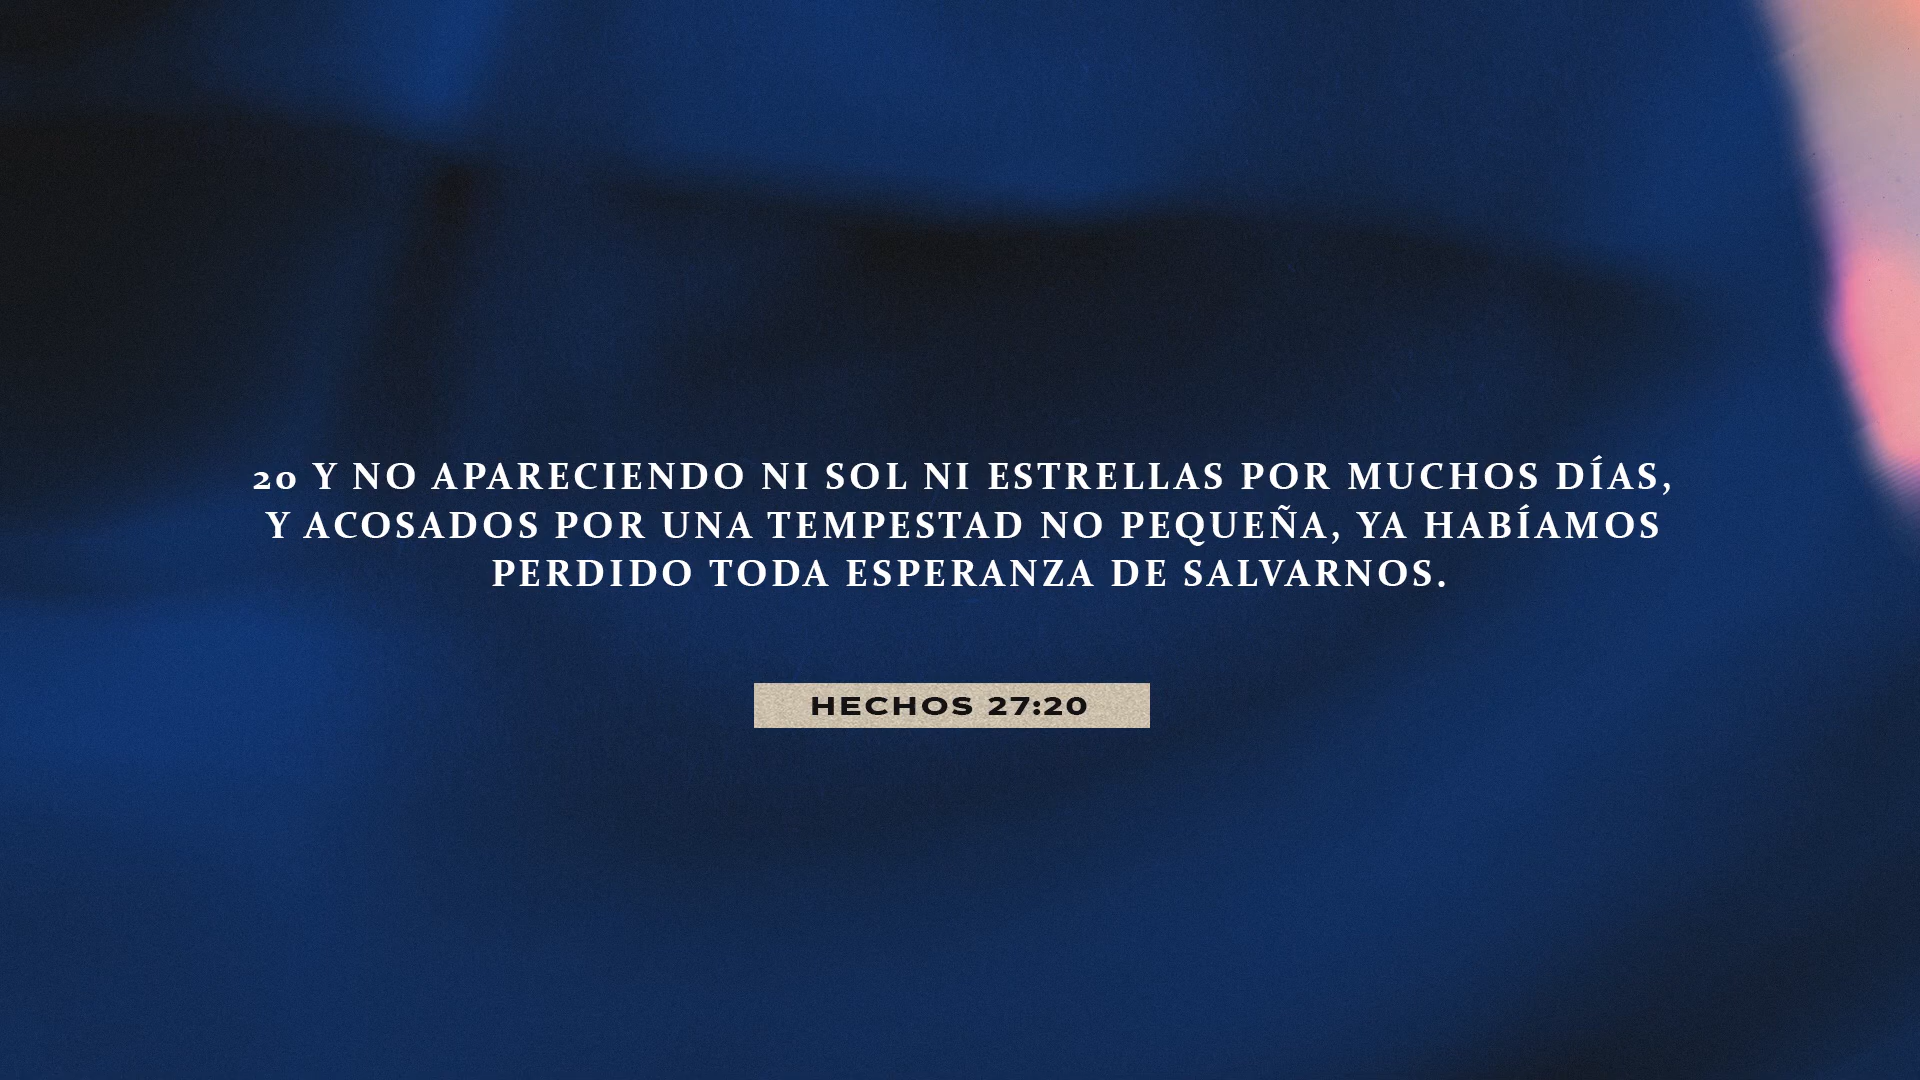 20 Y NO APARECIENDO NI SOL NI ESTRELLAS POR MUCHOS DÍAS,
Y ACOSADOS POR UNA TEMPESTAD NO PEQUEÑA, YA HABÍAMOS
PERDIDO TODA ESPERANZA DE SALVARNOS.
HECHOS 27:20